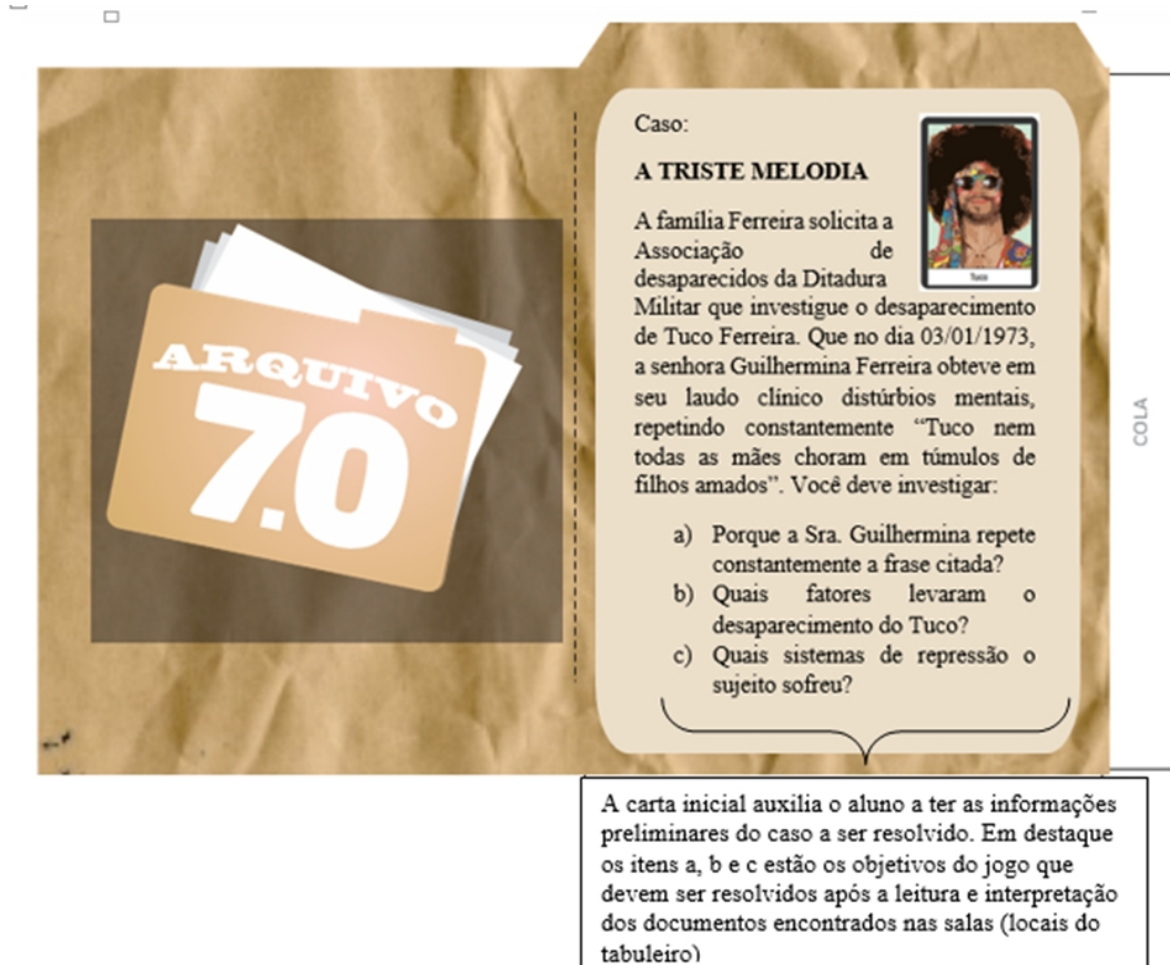 ARQUIVO
7.0
Caso:
A TRISTE MELODIA
A família Ferreira solicita a
Associação de
desaparecidos da Ditadura
Militar que investigue o desaparecimento
de Tuco Ferreira. Que no dia 03/01/1973,
a senhora Guilhermina Ferreira obteve em
seu laudo clínico distúrbios mentais,
repetindo constantemente “Tuco nem
todas as mães choram em túmulos de
filhos amados”. Você deve investigar:
a) Porque a Sra. Guilhermina repete
constantemente a frase citada?
b) Quais fatores levaram o
desaparecimento do Tuco?
c) Quais sistemas de repressão o
sujeito sofreu?
Tuco
COLA
A carta inicial auxilia o aluno a ter as informações
preliminares do caso a ser resolvido. Em destaque
os itens a, b e c estão os objetivos do jogo que
devem ser resolvidos após a leitura e interpretação
dos documentos encontrados nas salas (locais do
tabuleiro)